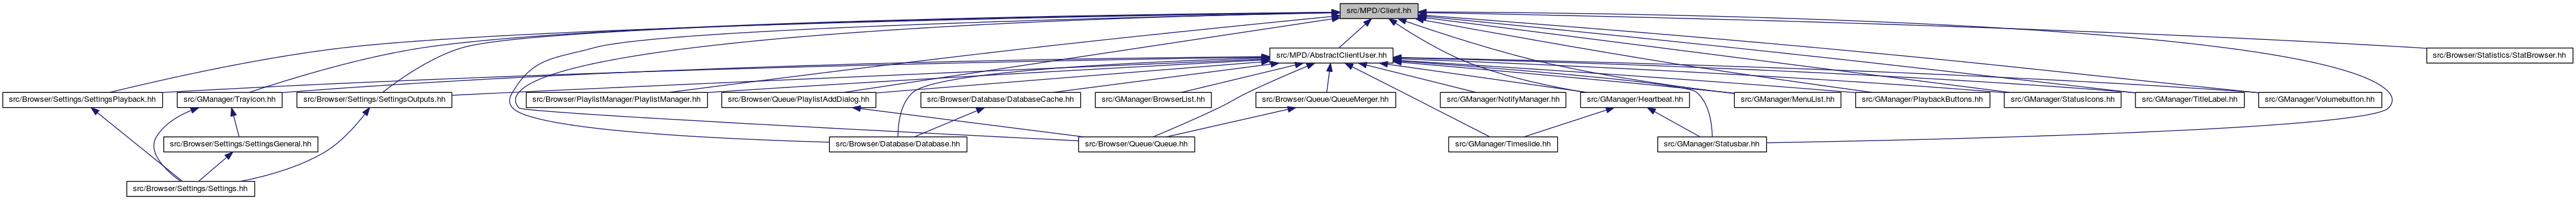 src/MPD/Client.hh
src/MPD/AbstractClientUser.hh
src/Browser/Statistics/StatBrowser.hh
src/Browser/Settings/SettingsPlayback.hh
src/GManager/Trayicon.hh
src/Browser/Settings/SettingsOutputs.hh
src/Browser/PlaylistManager/PlaylistManager.hh
src/Browser/Queue/PlaylistAddDialog.hh
src/Browser/Database/DatabaseCache.hh
src/GManager/BrowserList.hh
src/Browser/Queue/QueueMerger.hh
src/GManager/NotifyManager.hh
src/GManager/Heartbeat.hh
src/GManager/MenuList.hh
src/GManager/PlaybackButtons.hh
src/GManager/StatusIcons.hh
src/GManager/TitleLabel.hh
src/GManager/Volumebutton.hh
src/Browser/Settings/SettingsGeneral.hh
src/Browser/Database/Database.hh
src/Browser/Queue/Queue.hh
src/GManager/Timeslide.hh
src/GManager/Statusbar.hh
src/Browser/Settings/Settings.hh